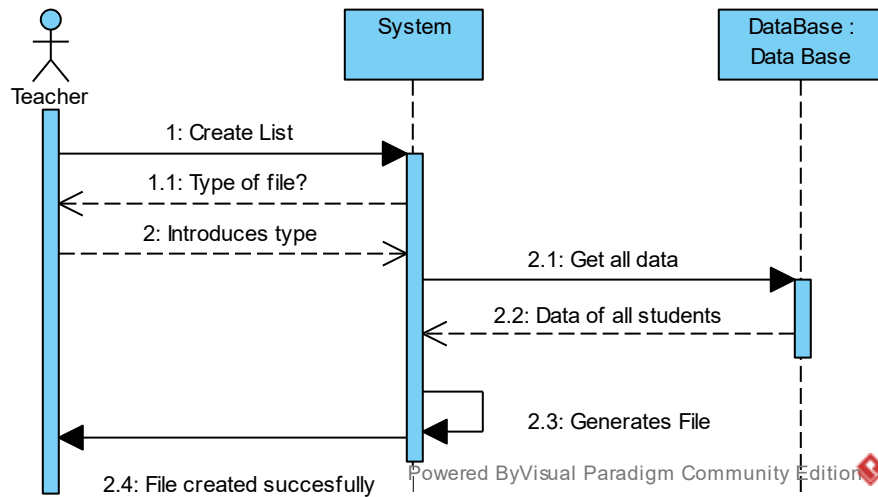 System
DataBase :
Data Base
Teacher
1: Create List
1.1: Type of file?
2: Introduces type
2.1: Get all data
2.2: Data of all students
2.3: Generates File
2.4: File created succesfully
Powered ByVisual Paradigm Community Edition